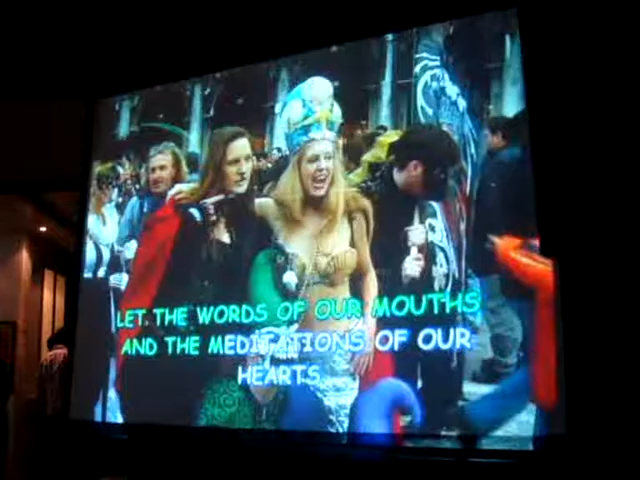 LET THE WORDS OF OUR MOUTHS
AND THE MEDITATIONS OF OUR
HEARTS